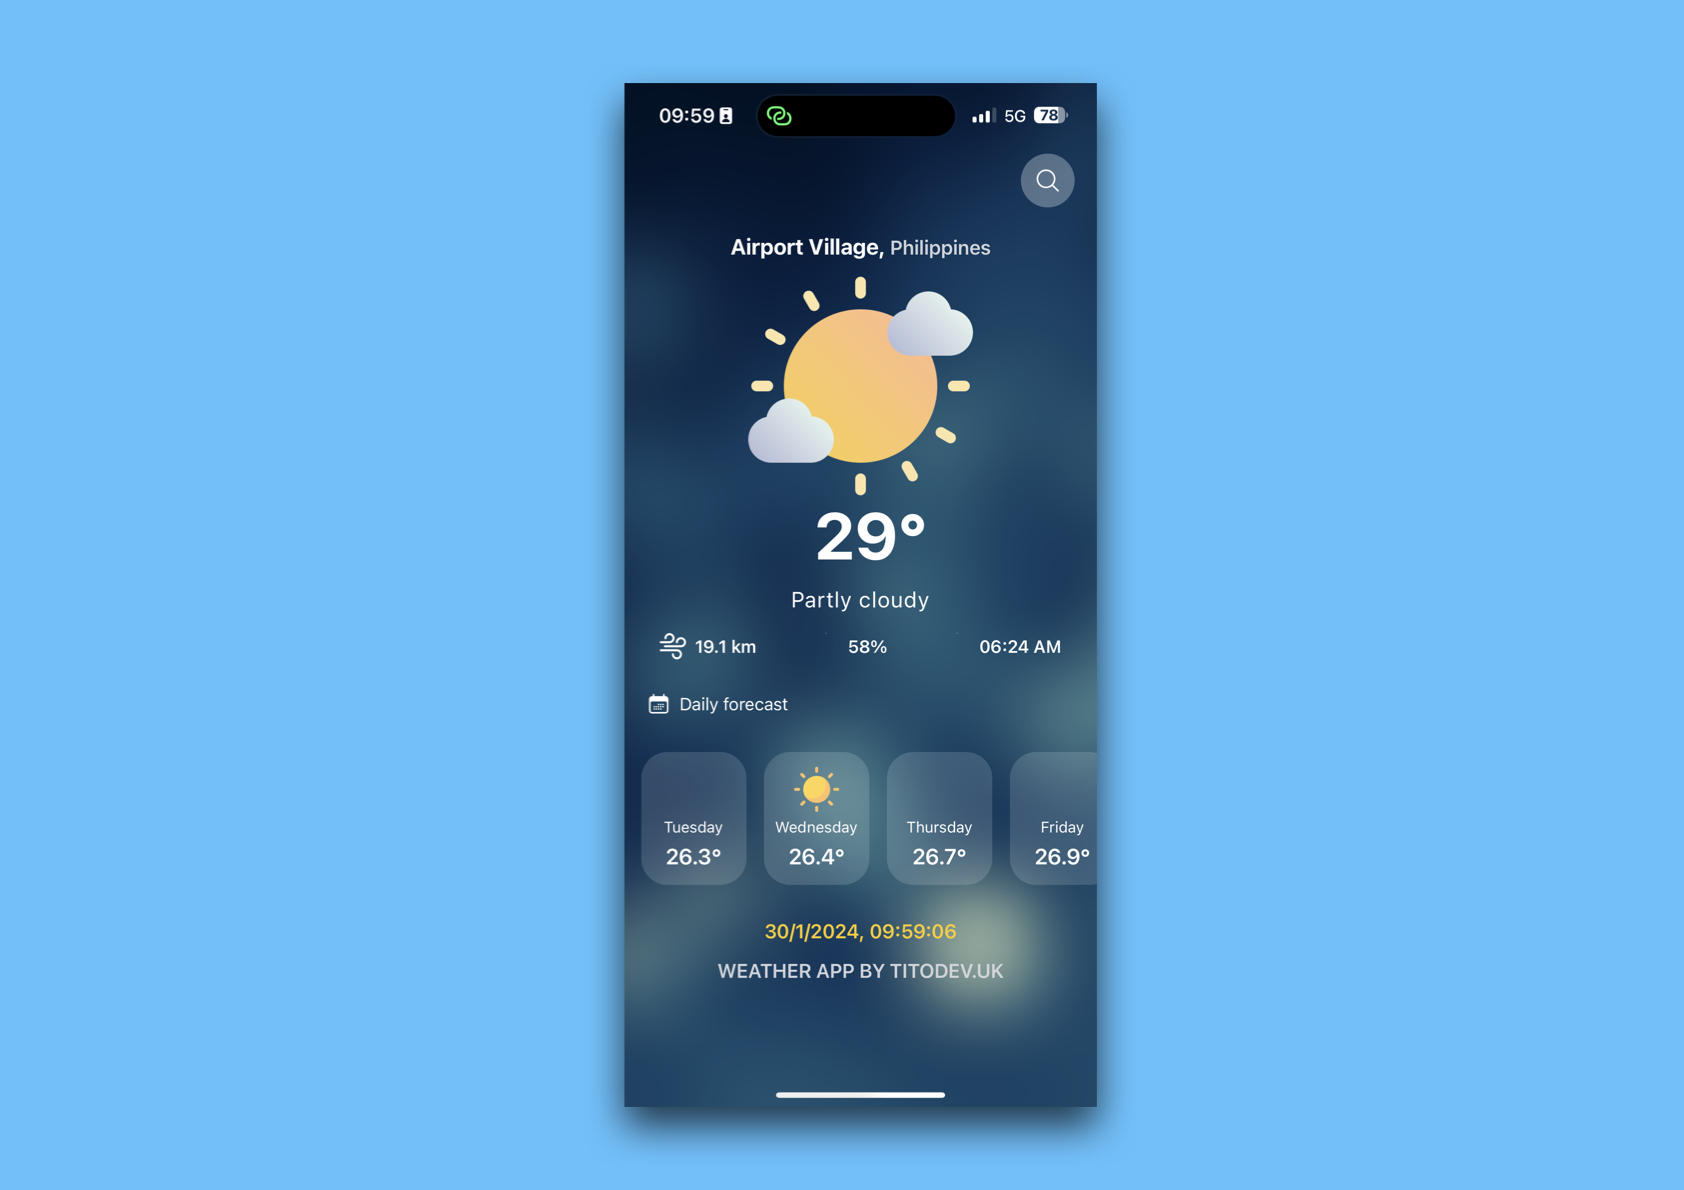 09:59 5G 78
Airport Village, Philippines
29°
Partly cloudy
19.1 km 58% 06:24 AM
Daily forecast
Tuesday Wednesday Thursday Friday
26.3° 26.4° 26.7° 26.9°
30/1/2024, 09:59:06
WEATHER APP BY TITODEV.UK